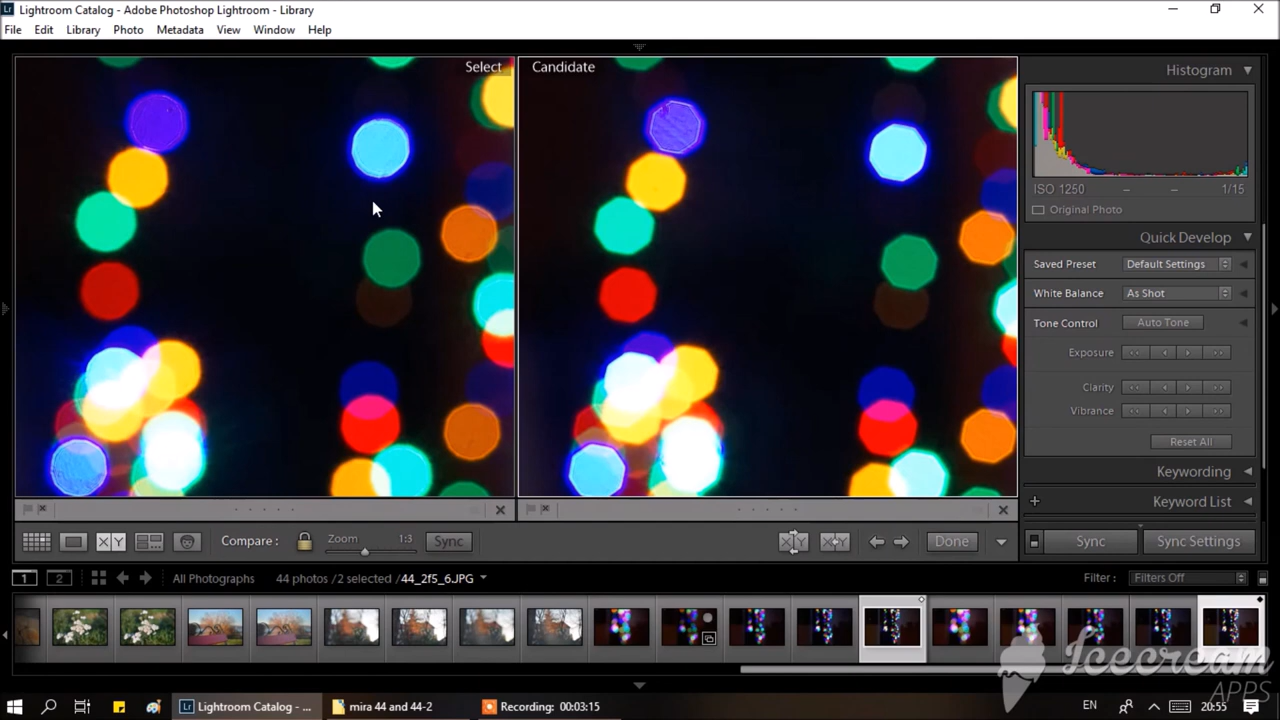 Lightroom Catalog - Adobe Photoshop Lightroom - Library
File Edit Library Photo Metadata View Window Help
Select
Candidate
Histogram
ISO 1250 – – 1/15
Original Photo
Quick Develop
Saved Preset Default Settings
White Balance As Shot
Tone Control Auto Tone
Exposure
Clarity
Vibrance
Reset All
Keywording
Keyword List
Compare : Zoom 1:3 Sync Done
Sync Sync Settings
1 2 All Photographs 44 photos /2 selected /44_2f5_6.JPG Filter : Filters Off
Icecream
APPS
Lightroom Catalog - ... mira 44 and 44-2 Recording: 00:03:15 EN 20:55